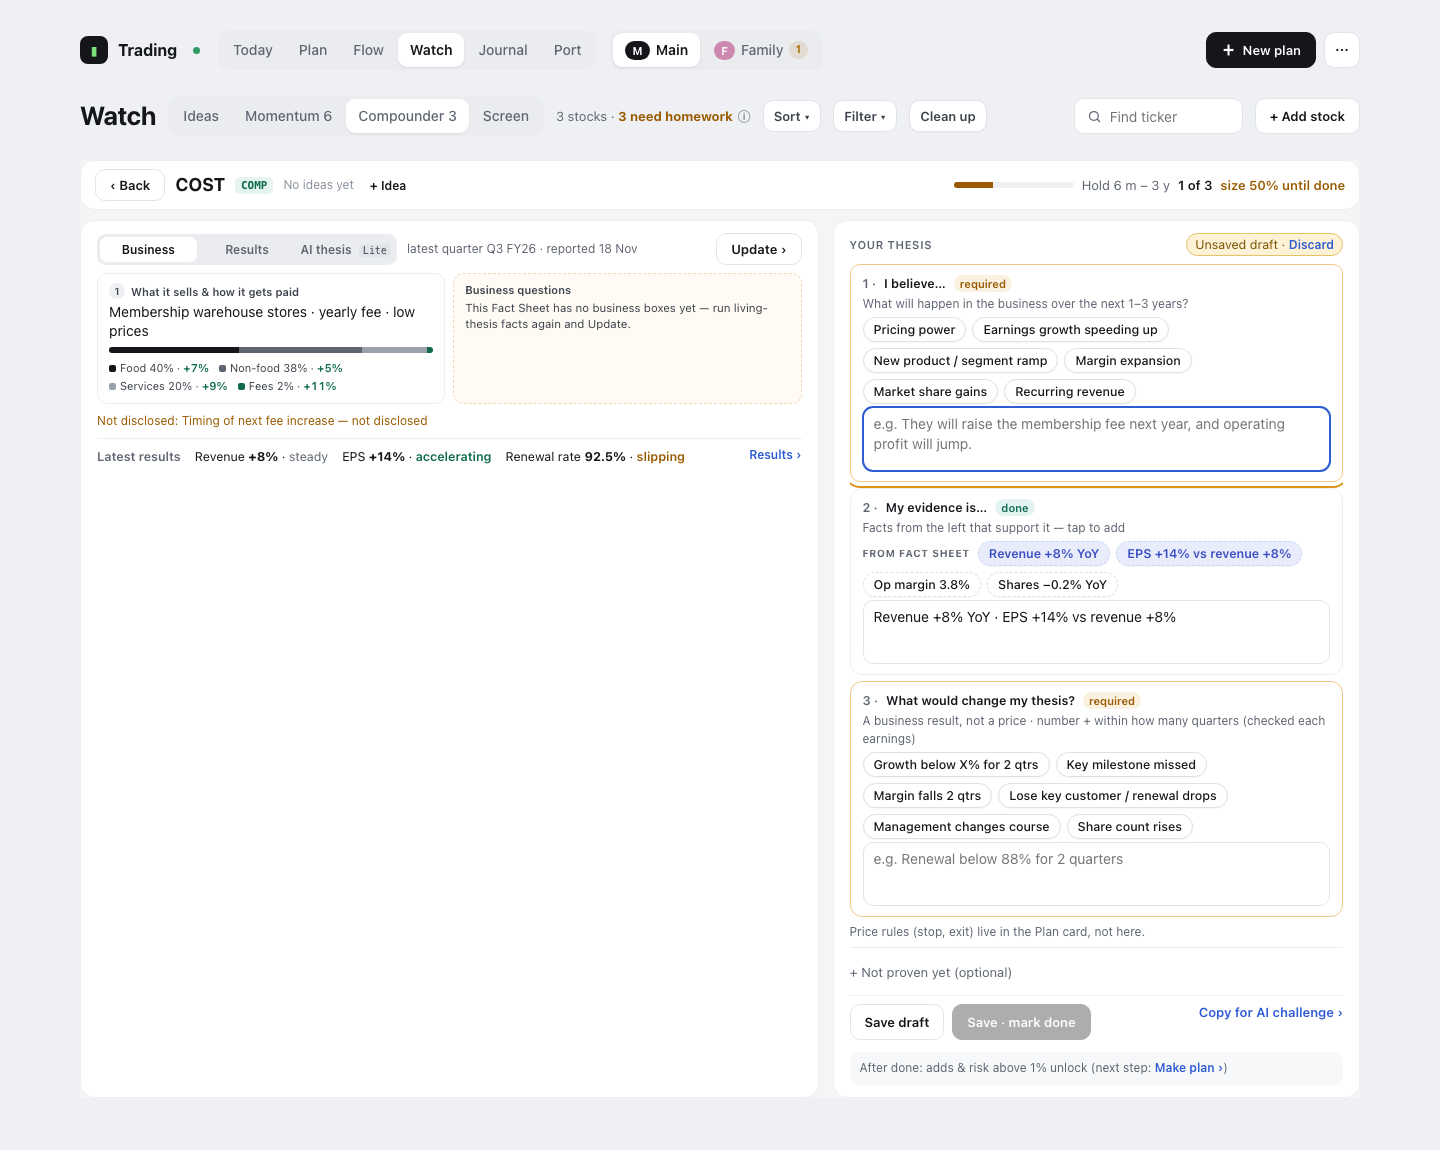 Trading
Today Plan Flow Watch Journal Port
M Main F Family 1
+ New plan ···
Watch
Ideas Momentum 6 Compounder 3 Screen
3 stocks · 3 need homework ⓘ
Sort ▾ Filter ▾ Clean up
Find ticker
+ Add stock
‹ Back COST COMP No ideas yet + Idea
Hold 6 m – 3 y 1 of 3 size 50% until done
Business Results AI thesis Lite latest quarter Q3 FY26 · reported 18 Nov Update ›
1 What it sells & how it gets paid
Membership warehouse stores · yearly fee · low
prices
Food 40% · +7% Non-food 38% · +5%
Services 20% · +9% Fees 2% · +11%
Business questions
This Fact Sheet has no business boxes yet — run living-
thesis facts again and Update.
Not disclosed: Timing of next fee increase — not disclosed
Latest results Revenue +8% · steady EPS +14% · accelerating Renewal rate 92.5% · slipping Results ›
YOUR THESIS
Unsaved draft · Discard
1 · I believe... required
What will happen in the business over the next 1–3 years?
Pricing power Earnings growth speeding up
New product / segment ramp Margin expansion
Market share gains Recurring revenue
e.g. They will raise the membership fee next year, and operating
profit will jump.
2 · My evidence is... done
Facts from the left that support it — tap to add
FROM FACT SHEET Revenue +8% YoY EPS +14% vs revenue +8%
Op margin 3.8% Shares −0.2% YoY
Revenue +8% YoY · EPS +14% vs revenue +8%
3 · What would change my thesis? required
A business result, not a price · number + within how many quarters (checked each
earnings)
Growth below X% for 2 qtrs Key milestone missed
Margin falls 2 qtrs Lose key customer / renewal drops
Management changes course Share count rises
e.g. Renewal below 88% for 2 quarters
Price rules (stop, exit) live in the Plan card, not here.
+ Not proven yet (optional)
Save draft Save · mark done Copy for AI challenge ›
After done: adds & risk above 1% unlock (next step: Make plan ›)